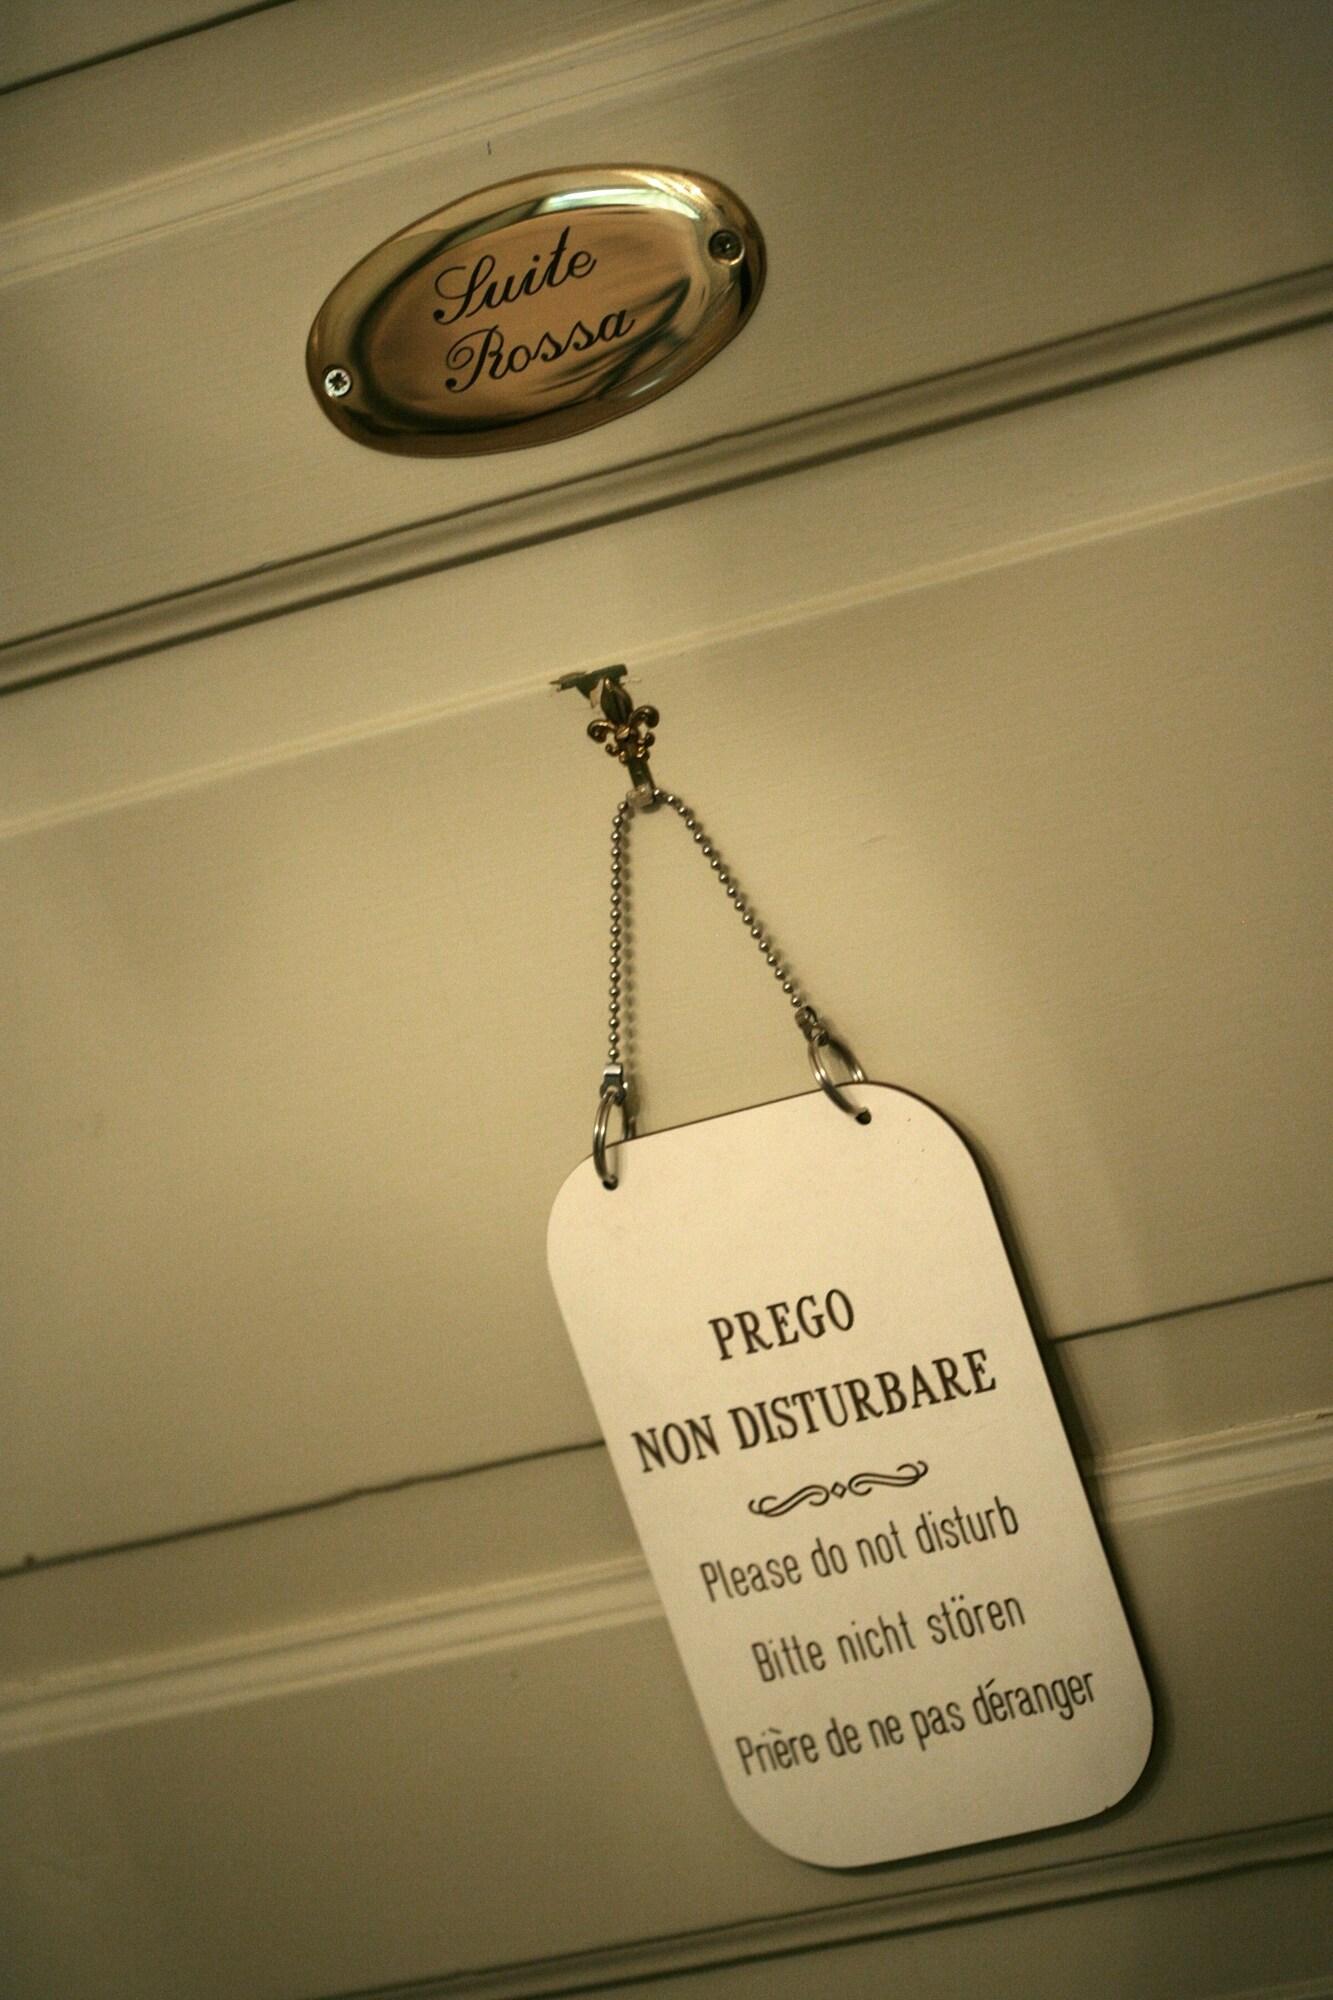 Suite
Rossa
PREGO
NON DISTURBARE
Please do not disturb
Bitte nicht stören
Prière de ne pas déranger